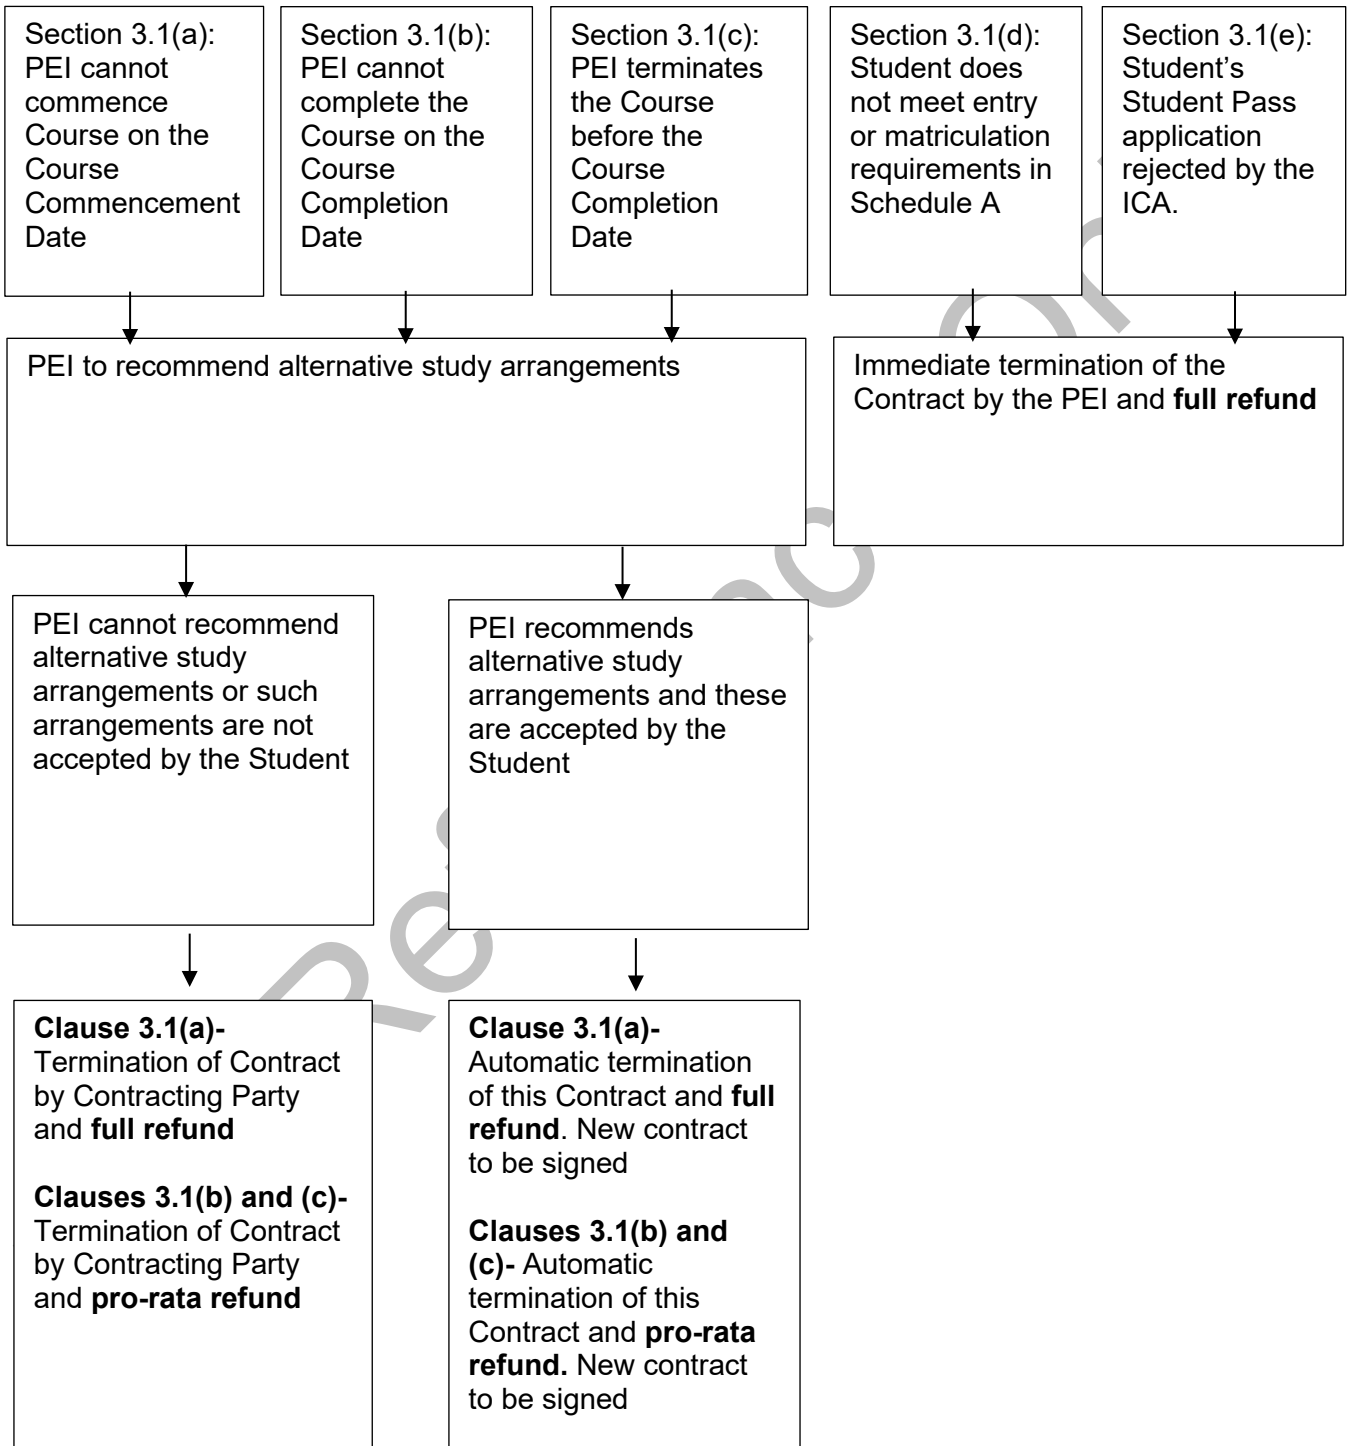 Section 3.1(a):
PEI cannot
commence
Course on the
Course
Commencement
Date
Section 3.1(b):
PEI cannot
complete the
Course on the
Course
Completion
Date
Section 3.1(c):
PEI terminates
the Course
before the
Course
Completion
Date
Section 3.1(d):
Student does
not meet entry
or matriculation
requirements in
Schedule A
Section 3.1(e):
Student’s
Student Pass
application
rejected by the
ICA.
PEI to recommend alternative study arrangements
Immediate termination of the
Contract by the PEI and full refund
PEI cannot recommend
alternative study
arrangements or such
arrangements are not
accepted by the Student
PEI recommends
alternative study
arrangements and these
are accepted by the
Student
Clause 3.1(a)-
Termination of Contract
by Contracting Party
and full refund
Clauses 3.1(b) and (c)-
Termination of Contract
by Contracting Party
and pro-rata refund
Clause 3.1(a)-
Automatic termination
of this Contract and full
refund. New contract
to be signed
Clauses 3.1(b) and
(c)- Automatic
termination of this
Contract and pro-rata
refund. New contract
to be signed